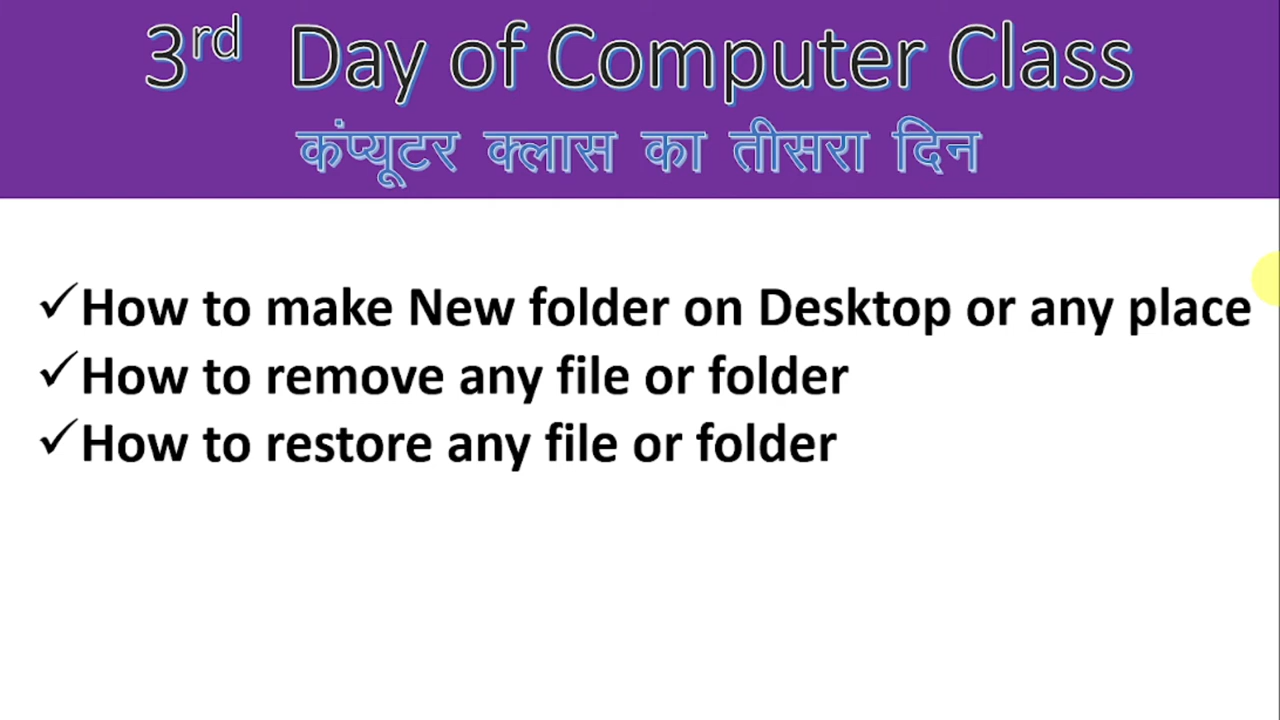 3rd Day of Computer Class
कंप्यूटर क्लास का तीसरा दिन
✓How to make New folder on Desktop or any place
✓How to remove any file or folder
✓How to restore any file or folder